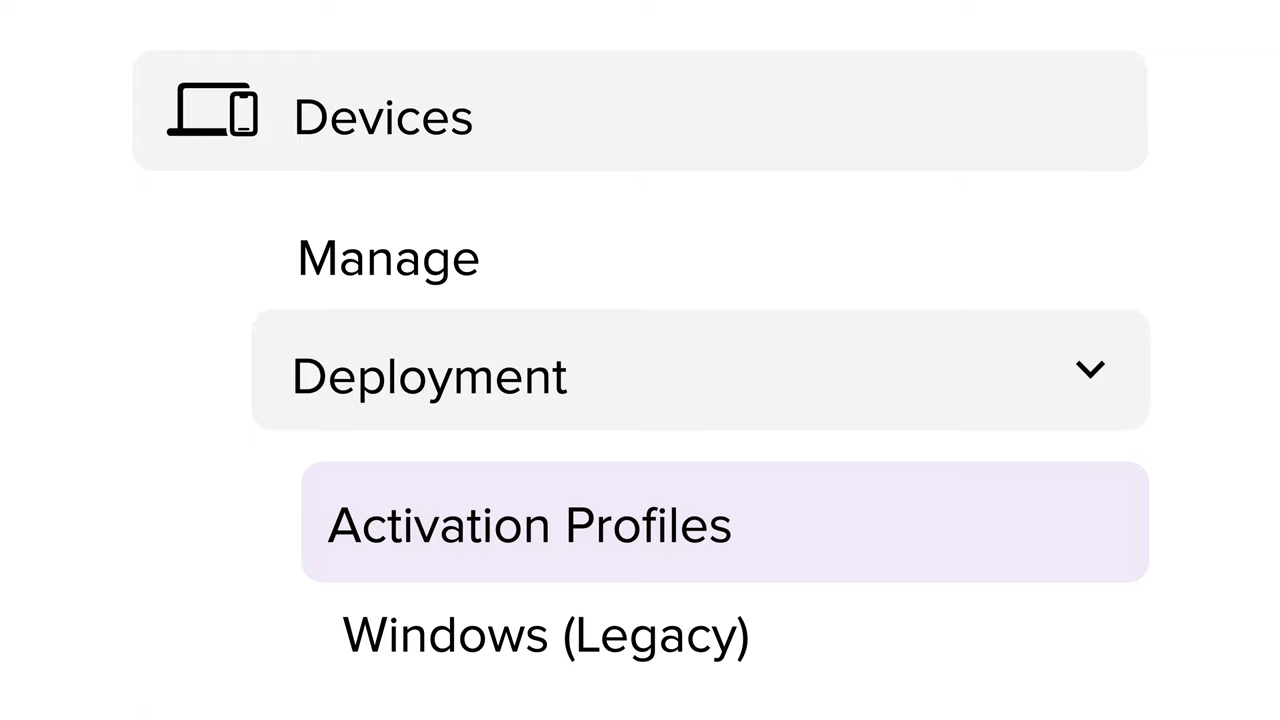 Devices
Manage
Deployment
Activation Profiles
Windows (Legacy)